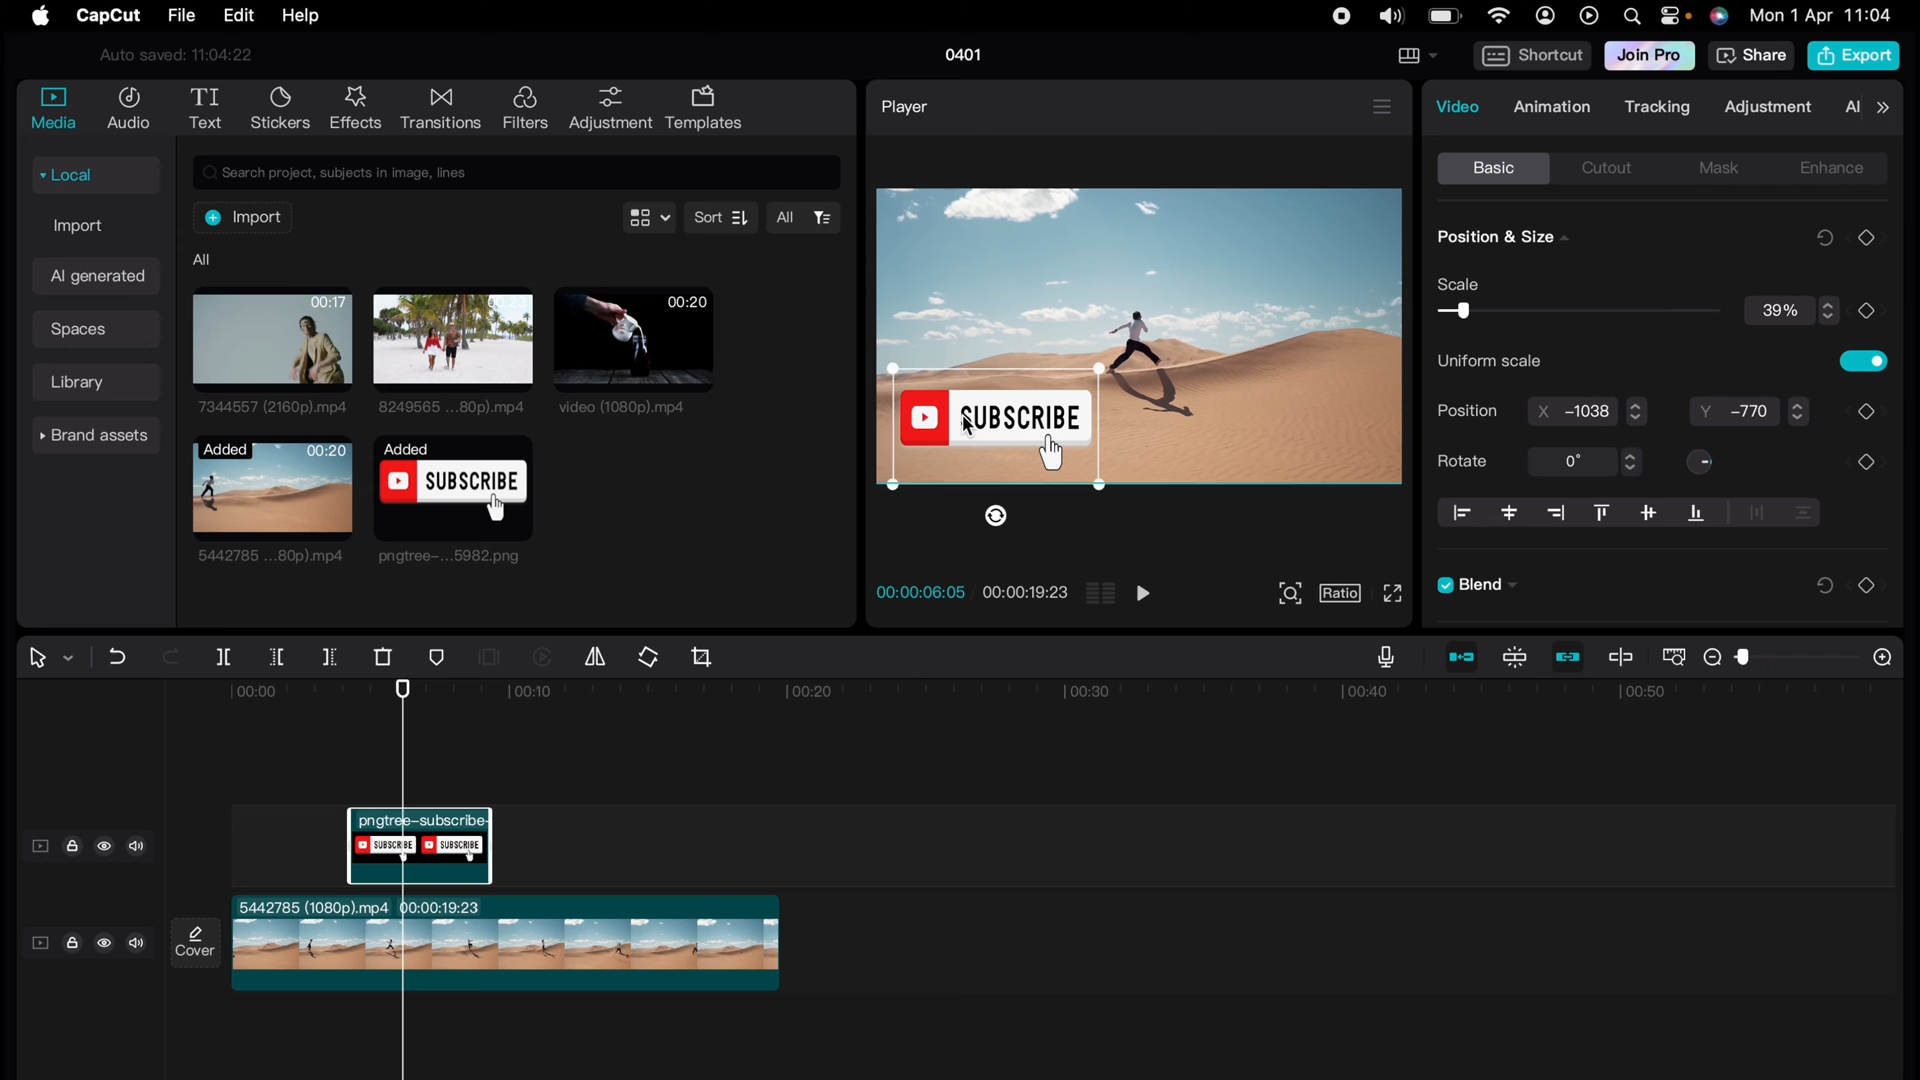 CapCut File Edit Help Mon 1 Apr 11:04
Auto saved: 11:04:22 0401 Shortcut Join Pro Share Export
Media Audio Text Stickers Effects Transitions Filters Adjustment Templates
Local
Import
AI generated
Spaces
Library
Brand assets
Search project, subjects in image, lines
Import Sort All
All
00:17 00:20
7344557 (2160p).mp4 8249565 ...80p).mp4 video (1080p).mp4
Added 00:20 Added SUBSCRIBE
5442785 ...80p).mp4 pngtree-...5982.png
Player
SUBSCRIBE
00:00:06:05 / 00:00:19:23 Ratio
Video Animation Tracking Adjustment AI
Basic Cutout Mask Enhance
Position & Size
Scale
39%
Uniform scale
Position X -1038 Y -770
Rotate 0°
Blend
00:00 00:10 00:20 00:30 00:40 00:50
pngtree-subscribe-
SUBSCRIBE SUBSCRIBE
Cover
5442785 (1080p).mp4 00:00:19:23